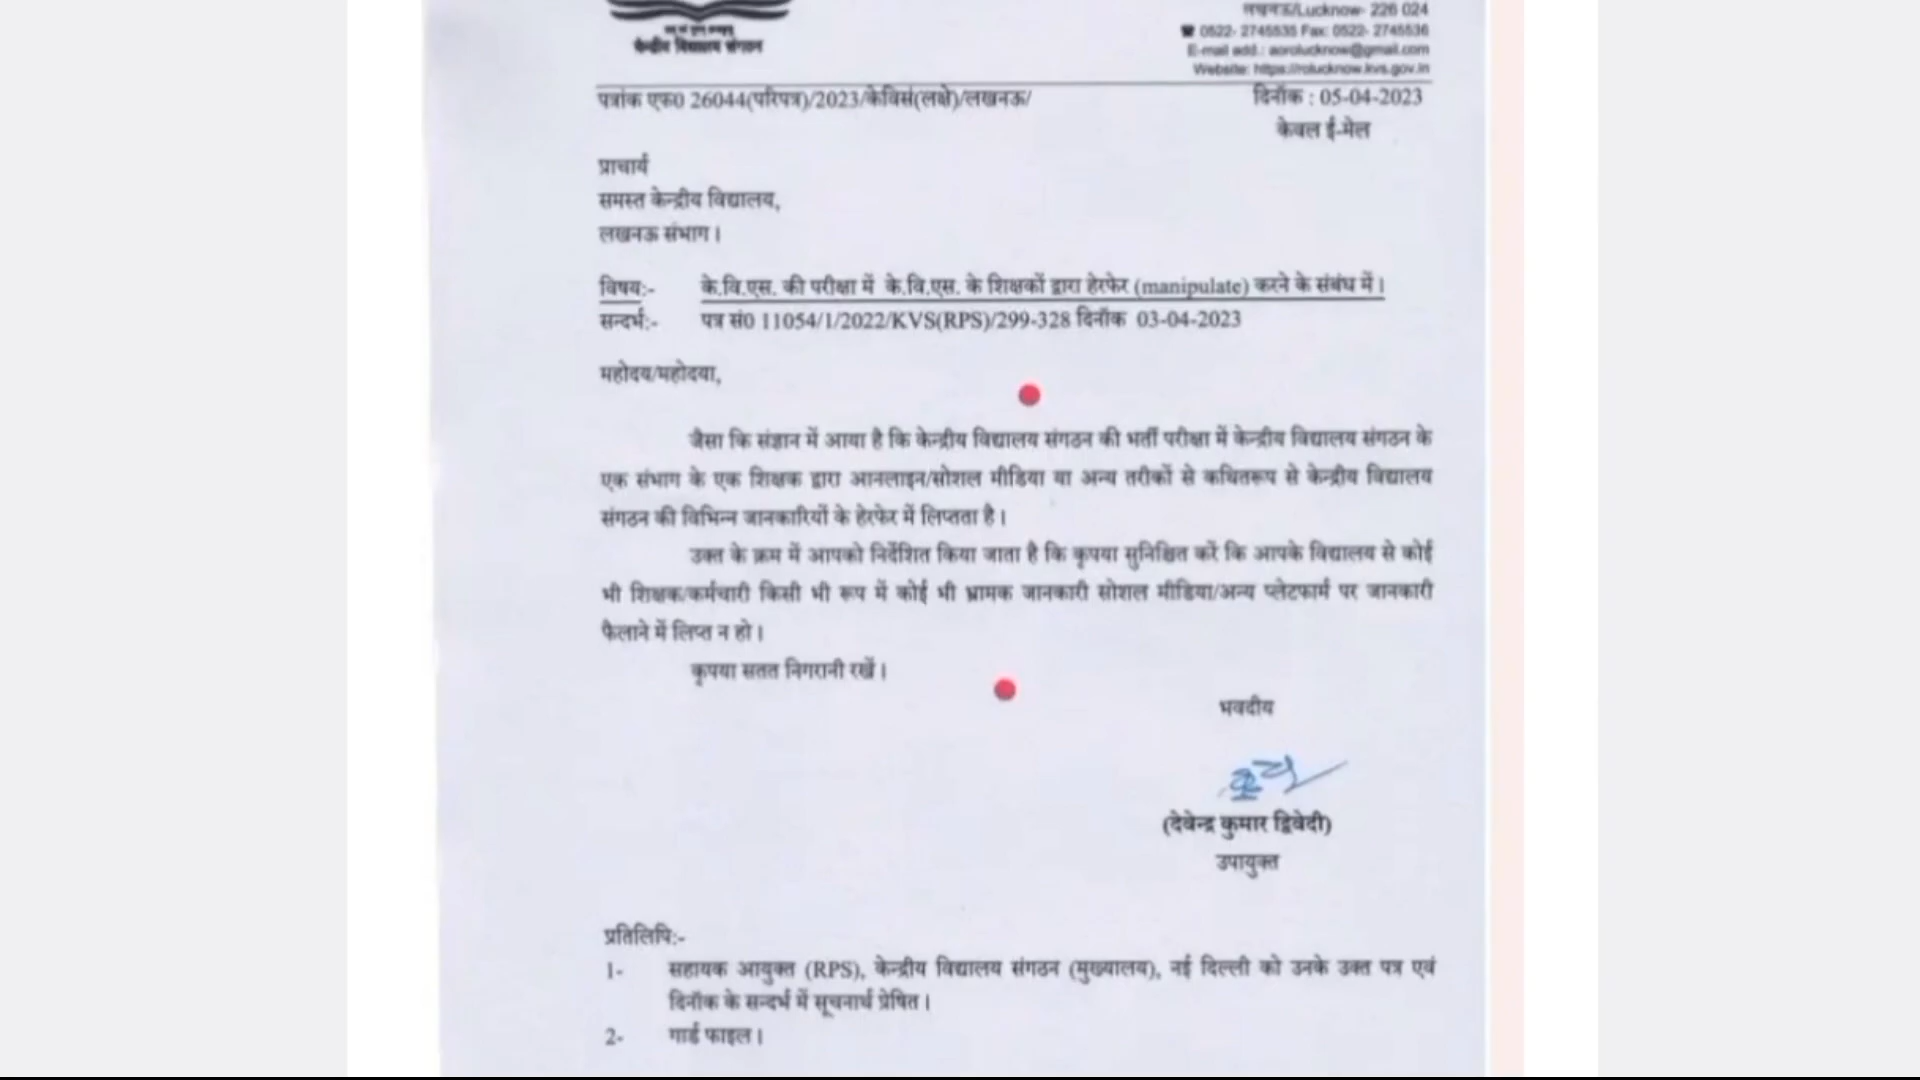 लखनऊ/Lucknow- 226 024
☎ 0522- 2745535 Fax: 0522- 2745536
E-mail add.: aorolucknow@gmail.com
Website: https://rolucknow.kvs.gov.in
केन्द्रीय विद्यालय संगठन
पत्रांक एफ0 26044(परिपत्र)/2023/केविसं(लक्षे)/लखनऊ/
दिनॉक : 05-04-2023
केवल ई-मेल
प्राचार्य
समस्त केन्द्रीय विद्यालय,
लखनऊ संभाग।
विषय:- के.वि.एस. की परीक्षा में के.वि.एस. के शिक्षकों द्वारा हेरफेर (manipulate) करने के संबंध में।
सन्दर्भ:- पत्र सं0 11054/1/2022/KVS(RPS)/299-328 दिनॉक 03-04-2023
महोदय/महोदया,
जैसा कि संज्ञान में आया है कि केन्द्रीय विद्यालय संगठन की भर्ती परीक्षा में केन्द्रीय विद्यालय संगठन के
एक संभाग के एक शिक्षक द्वारा आनलाइन/सोशल मीडिया या अन्य तरीकों से कथितरूप से केन्द्रीय विद्यालय
संगठन की विभिन्न जानकारियों के हेरफेर में लिप्तता है।
उक्त के क्रम में आपको निर्देशित किया जाता है कि कृपया सुनिश्चित करें कि आपके विद्यालय से कोई
भी शिक्षक/कर्मचारी किसी भी रूप में कोई भी भ्रामक जानकारी सोशल मीडिया/अन्य प्लेटफार्म पर जानकारी
फैलाने में लिप्त न हो।
कृपया सतत निगरानी रखें।
भवदीय
(देवेन्द्र कुमार द्विवेदी)
उपायुक्त
प्रतिलिपि:-
1- सहायक आयुक्त (RPS), केन्द्रीय विद्यालय संगठन (मुख्यालय), नई दिल्ली को उनके उक्त पत्र एवं
दिनॉक के सन्दर्भ में सूचनार्थ प्रेषित।
2- गार्ड फाइल।